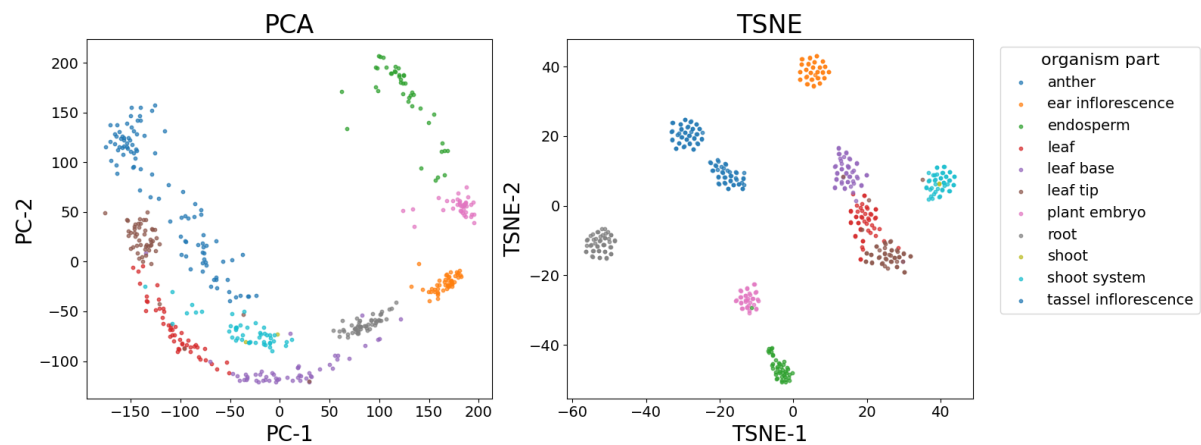 PCA
200
150
100
50
0
−50
−100
−150
−100
−50
0
50
100
150
200
PC-1
PC-2
TSNE
40
20
0
−20
−40
−60
−40
−20
0
20
40
TSNE-1
TSNE-2
organism part
anther
ear infloresence
endosperm
leaf
leaf base
leaf tip
plant embryo
root
shoot
shoot system
tassel infloresence